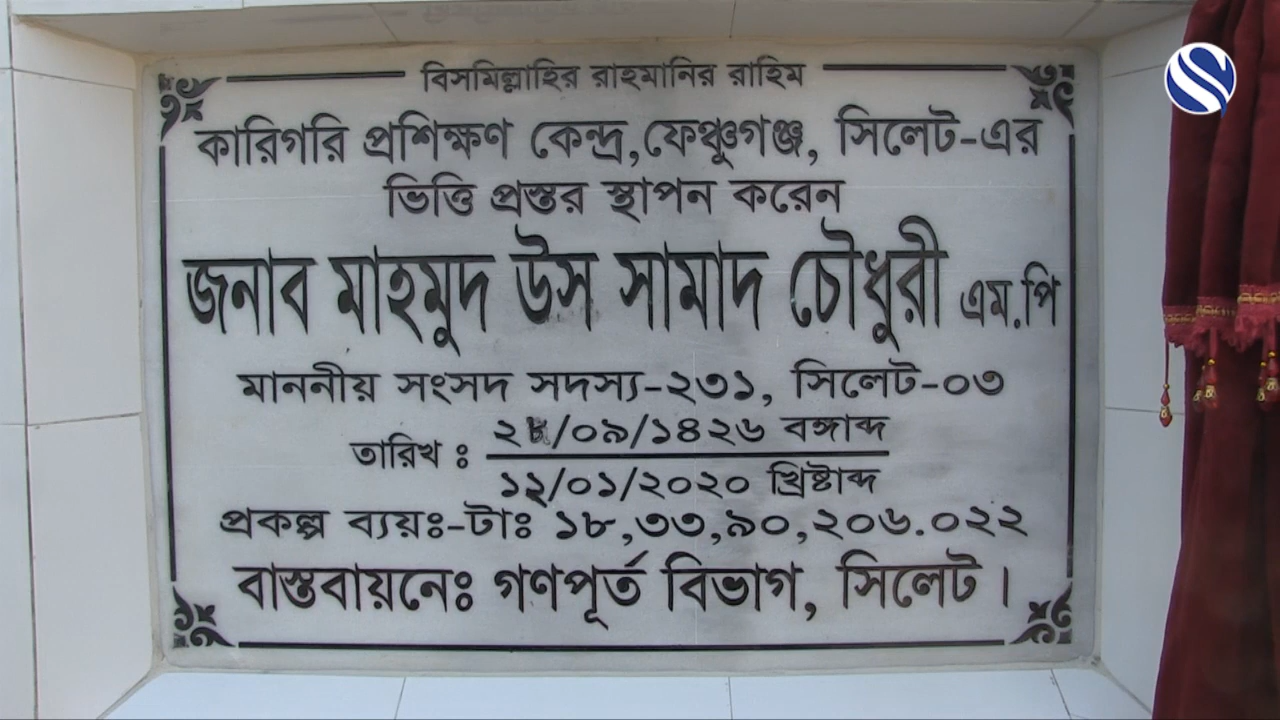 বিসমিল্লাহির রাহমানির রাহিম
কারিগরি প্রশিক্ষণ কেন্দ্র,ফেঞ্চুগঞ্জ, সিলেট-এর
ভিত্তি প্রস্তর স্থাপন করেন
জনাব মাহমুদ উস সামাদ চৌধুরী এম.পি
মাননীয় সংসদ সদস্য-২৩১, সিলেট-০৩
তারিখ : ২৮/০৯/১৪২৬ বঙ্গাব্দ
১২/০১/২০২০ খ্রিষ্টাব্দ
প্রকল্প ব্যয়ঃ-টাঃ ১৮,৩৩,৯০,২০৬.০২২
বাস্তবায়নেঃ গণপূর্ত বিভাগ, সিলেট।